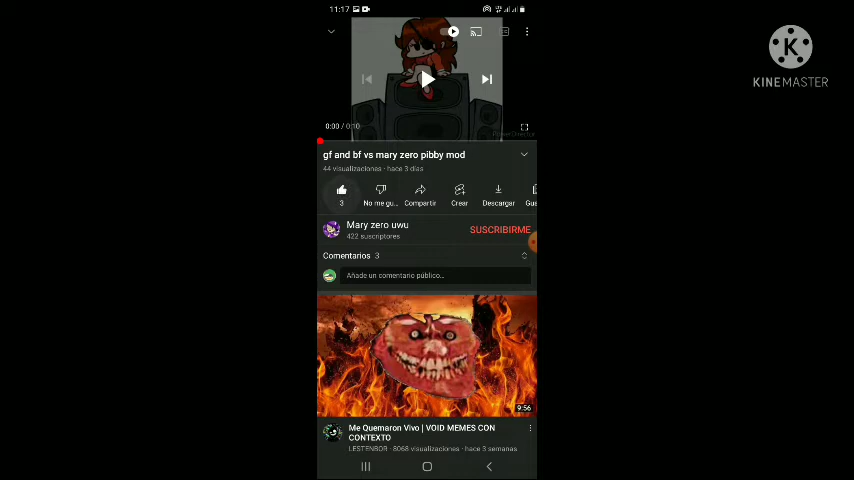 11:17
K
KINEMASTER
0:00 / 0:10
PowerDirector
gf and bf vs mary zero pibby mod
44 visualizaciones · hace 3 días
3 No me gu... Compartir Crear Descargar Gua
Mary zero uwu
422 suscriptores
SUSCRIBIRME
Comentarios 3
Añade un comentario público...
9:56
Me Quemaron Vivo | VOID MEMES CON
CONTEXTO
LESTENBOR · 8068 visualizaciones · hace 3 semanas